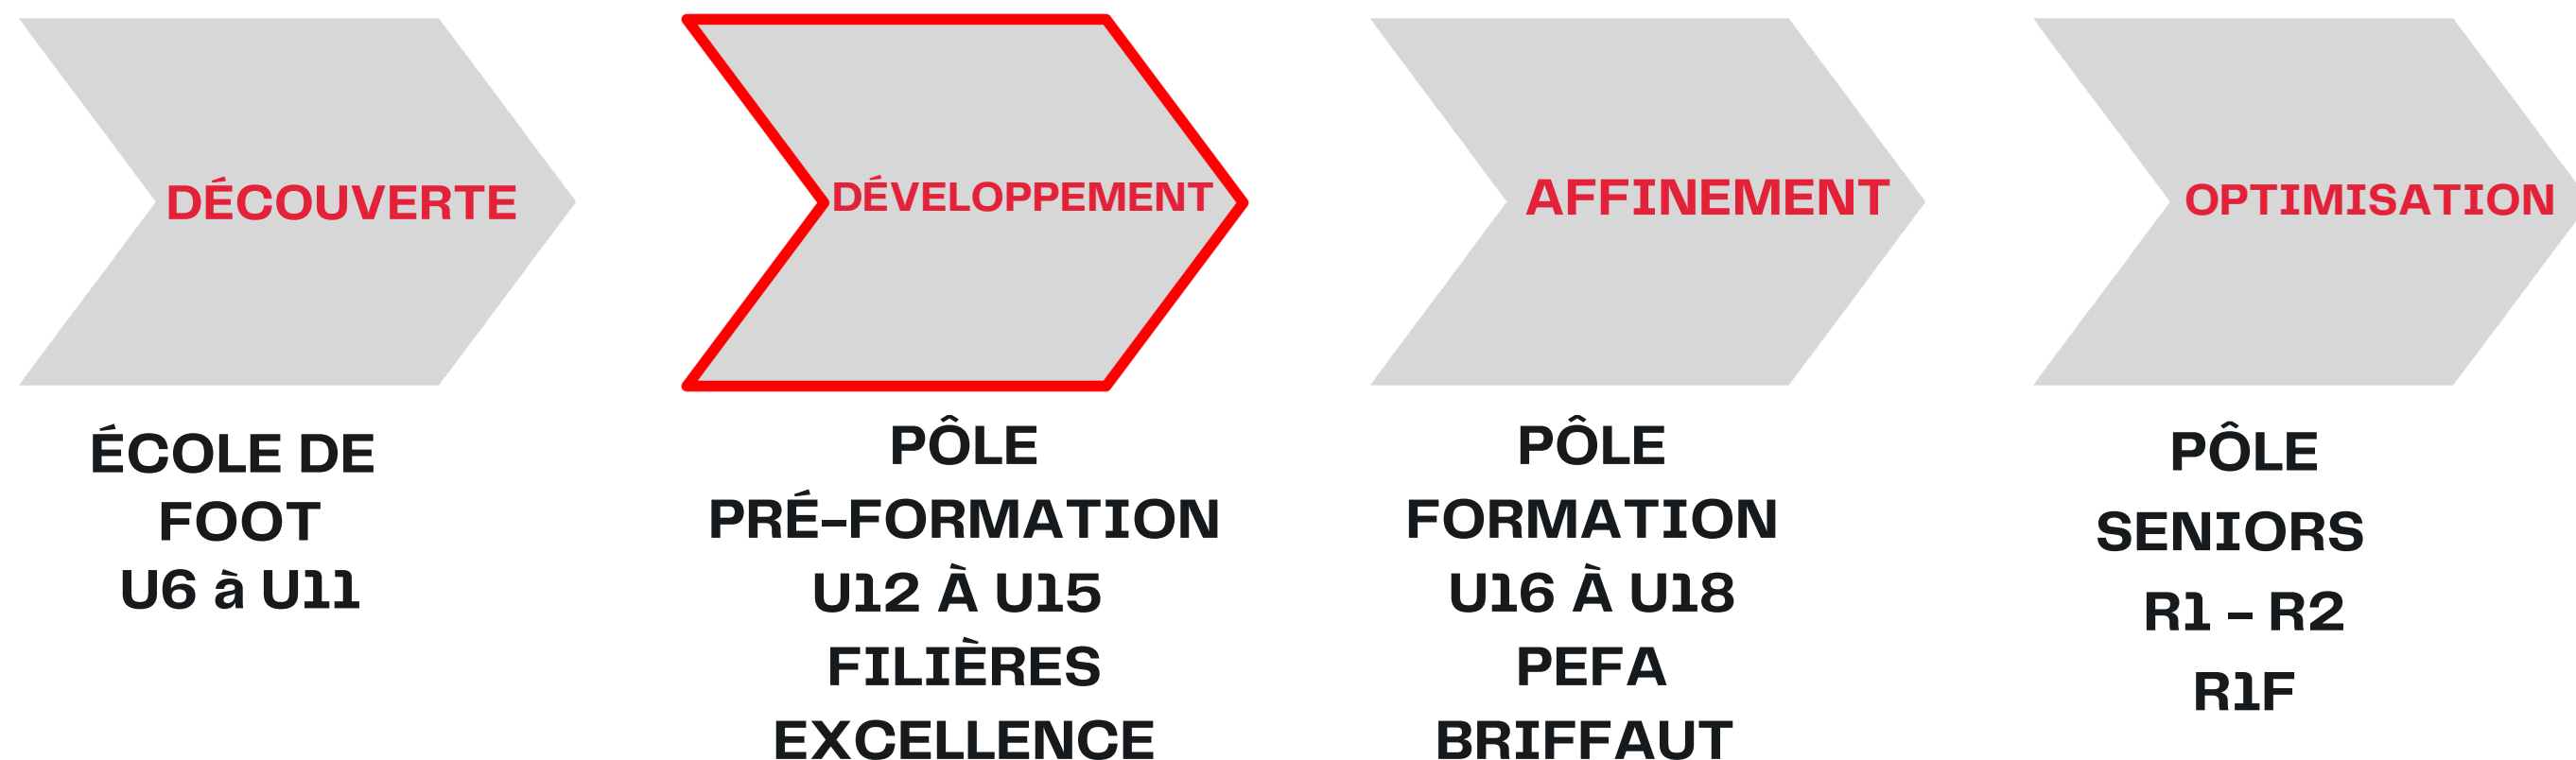 DÉCOUVERTE
DÉVELOPPEMENT
AFFINEMENT
OPTIMISATION
ÉCOLE DE
FOOT
U6 à U11
PÔLE
PRÉ-FORMATION
U12 À U15
FILIÈRES
EXCELLENCE
PÔLE
FORMATION
U16 À U18
PEFA
BRIFFAUT
PÔLE
SENIORS
R1 - R2
R1F